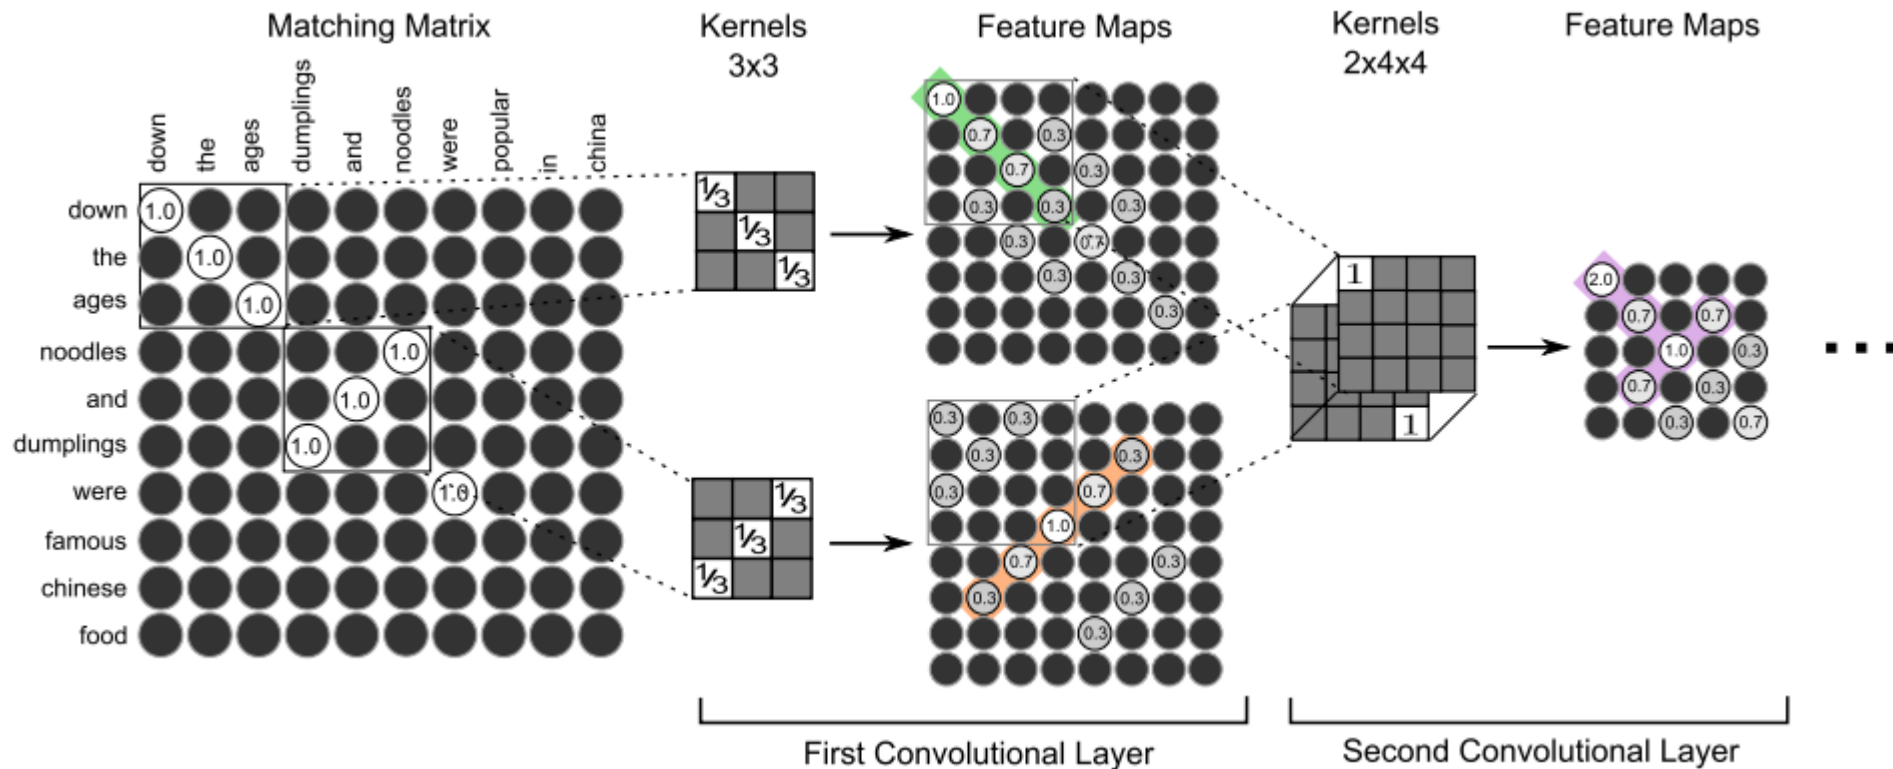 Matching Matrix
Kernels
3x3
Feature Maps
Kernels
2x4x4
Feature Maps
down
the
ages
dumplings
and
noodles
were
popular
in
china
down 1.0
the 1.0
ages 1.0
noodles 1.0
and 1.0
dumplings 1.0
were 1.0
famous
chinese
food
1/3
1/3
1/3
1/3
1/3
1/3
1.0
0.7 0.3
0.7 0.3
0.3 0.3 0.3
0.3 0.7
0.3 0.3
0.3
0.3 0.3
0.3 0.3
0.3 0.7
1.0
0.7 0.3
0.3 0.3
0.3
1
1
2.0
0.7 0.7
1.0 0.3
0.7 0.3
0.3 0.7
...
First Convolutional Layer
Second Convolutional Layer